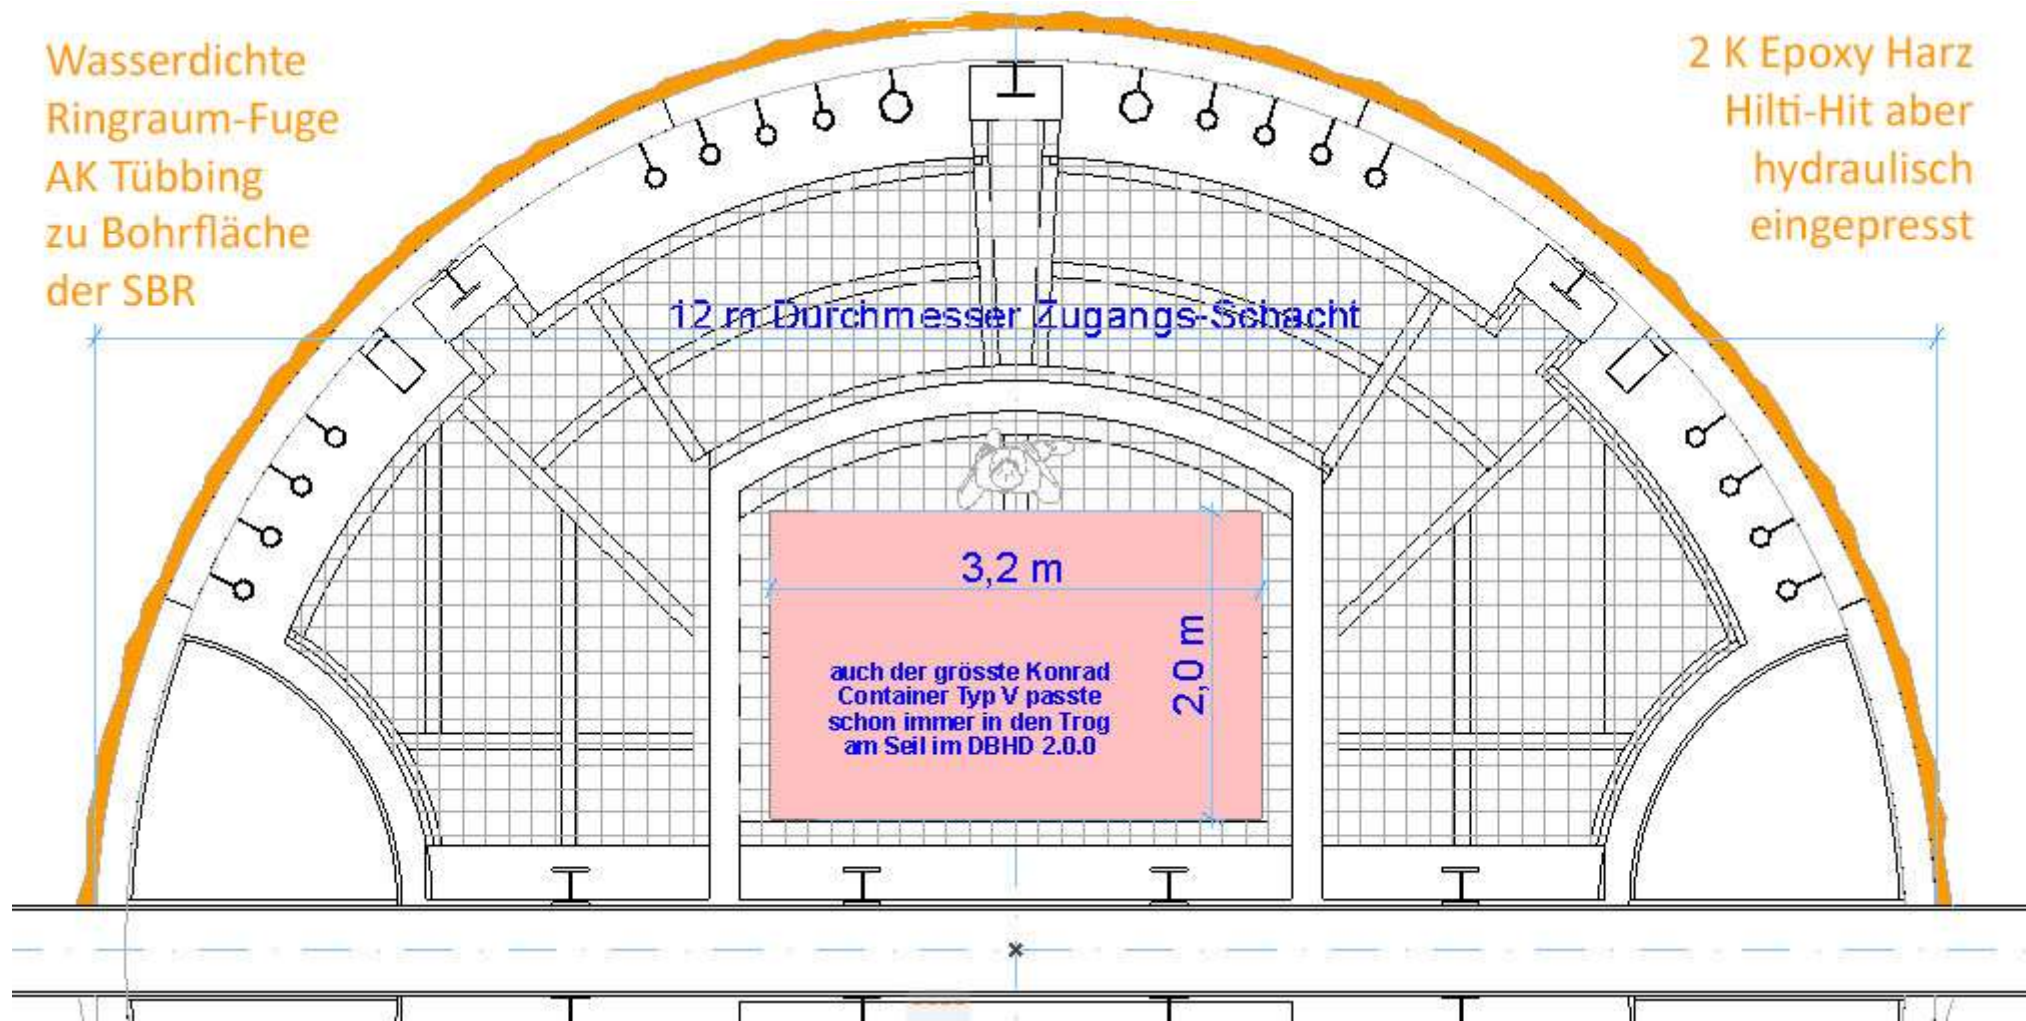 Wasserdichte
Ringraum-Fuge
AK Tübbing
zu Bohrfläche
der SBR
2 K Epoxy Harz
Hilti-Hit aber
hydraulisch
eingepresst
12 m Durchmesser Zugangs-Schacht
3,2 m
2,0 m
auch der grösste Konrad
Container Typ V passte
schon immer in den Trog
am Seil im DBHD 2.0.0